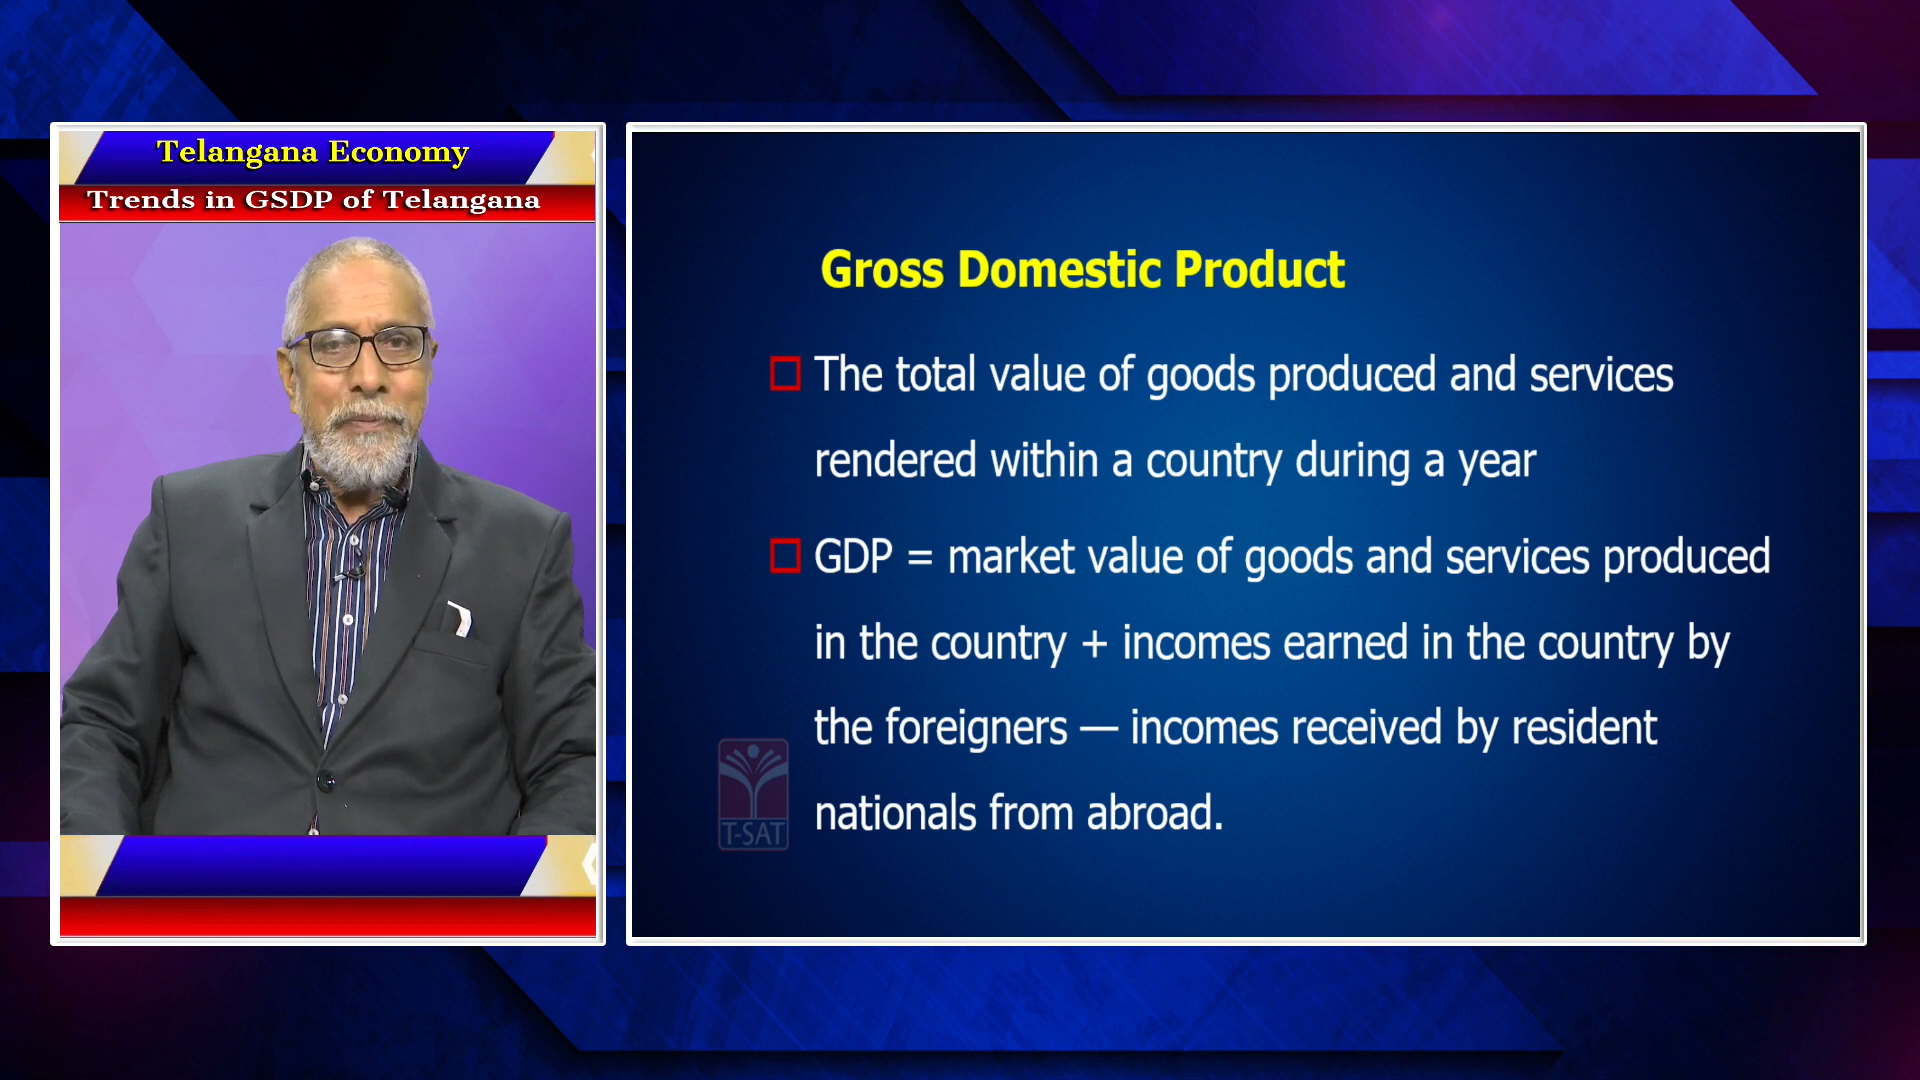 Telangana Economy
Trends in GSDP of Telangana
Gross Domestic Product
The total value of goods produced and services
rendered within a country during a year
GDP = market value of goods and services produced
in the country + incomes earned in the country by
the foreigners — incomes received by resident
nationals from abroad.
T-SAT